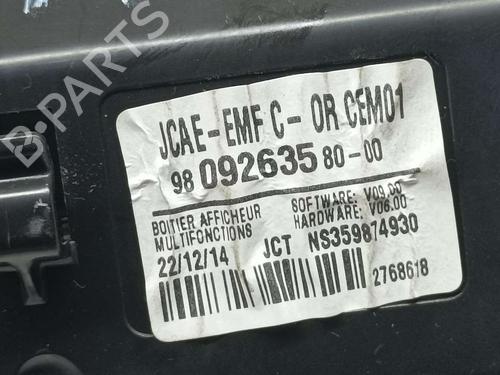 JCAE-EMF C-OR CEM01
98 092635 80-00
BOITIER AFFICHEUR
MULTIFONCTIONS
SOFTWARE: V09.00
HARDWARE: V06.00
22/12/14 JCT NS359874930
2768618
B-PARTS